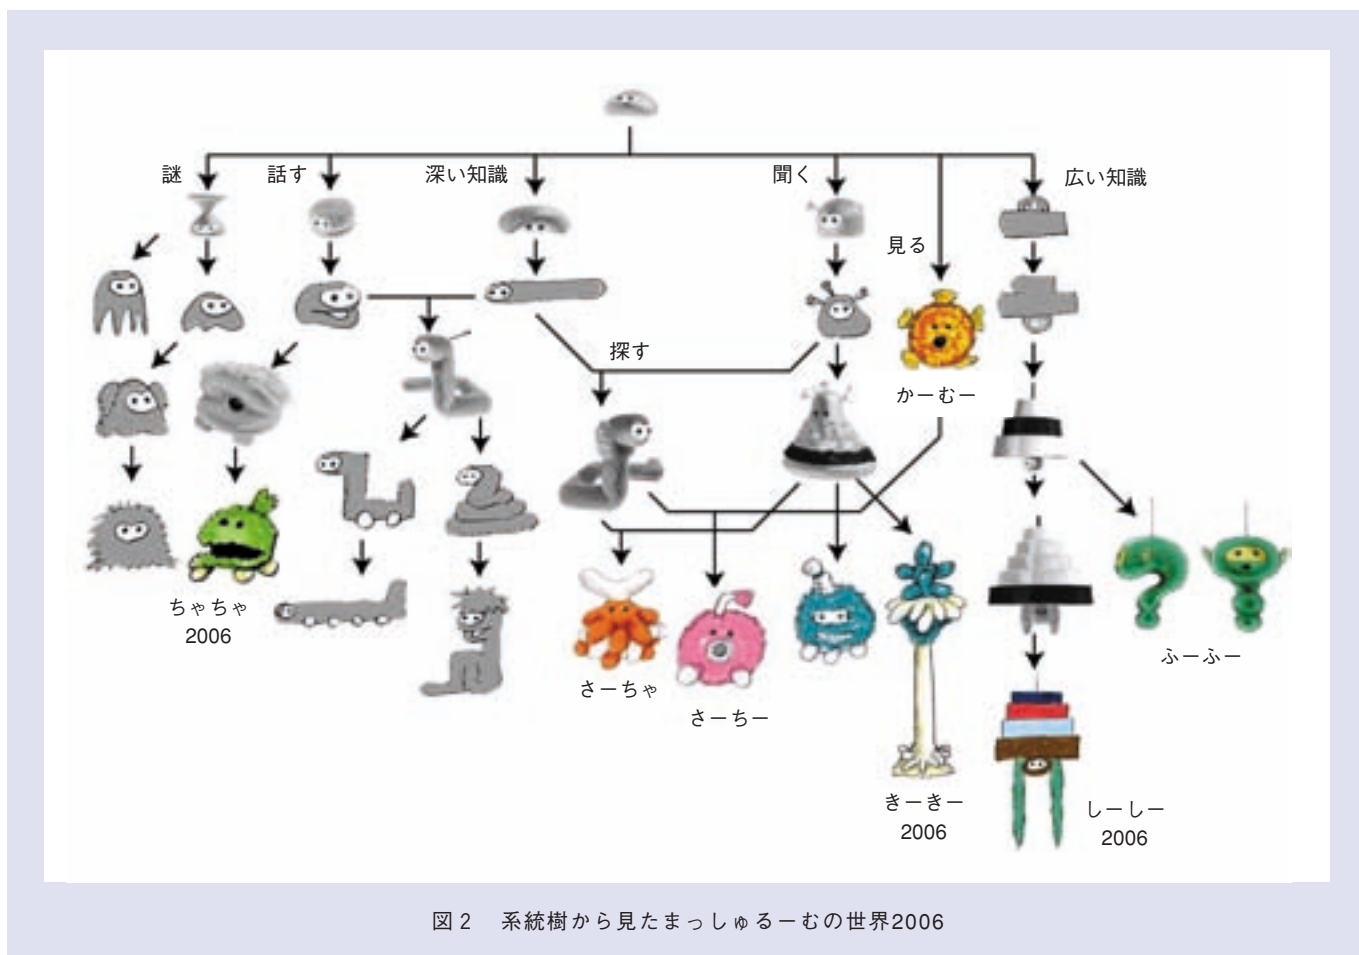 謎
話す
深い知識
聞く
広い知識
見る
探す
かーむー
ちゃちゃ
2006
さーちゃ
さーちー
ふーふー
きーきー
2006
しーしー
2006
図2 系統樹から見たまっしゅるーむの世界2006